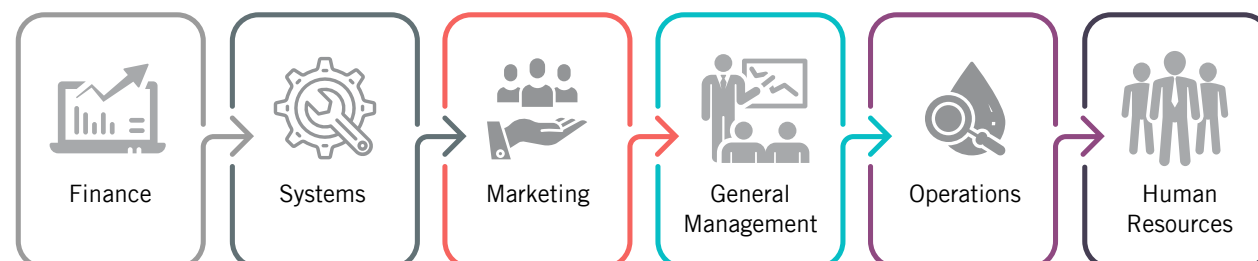 Finance
Systems
Marketing
General
Management
Operations
Human
Resources